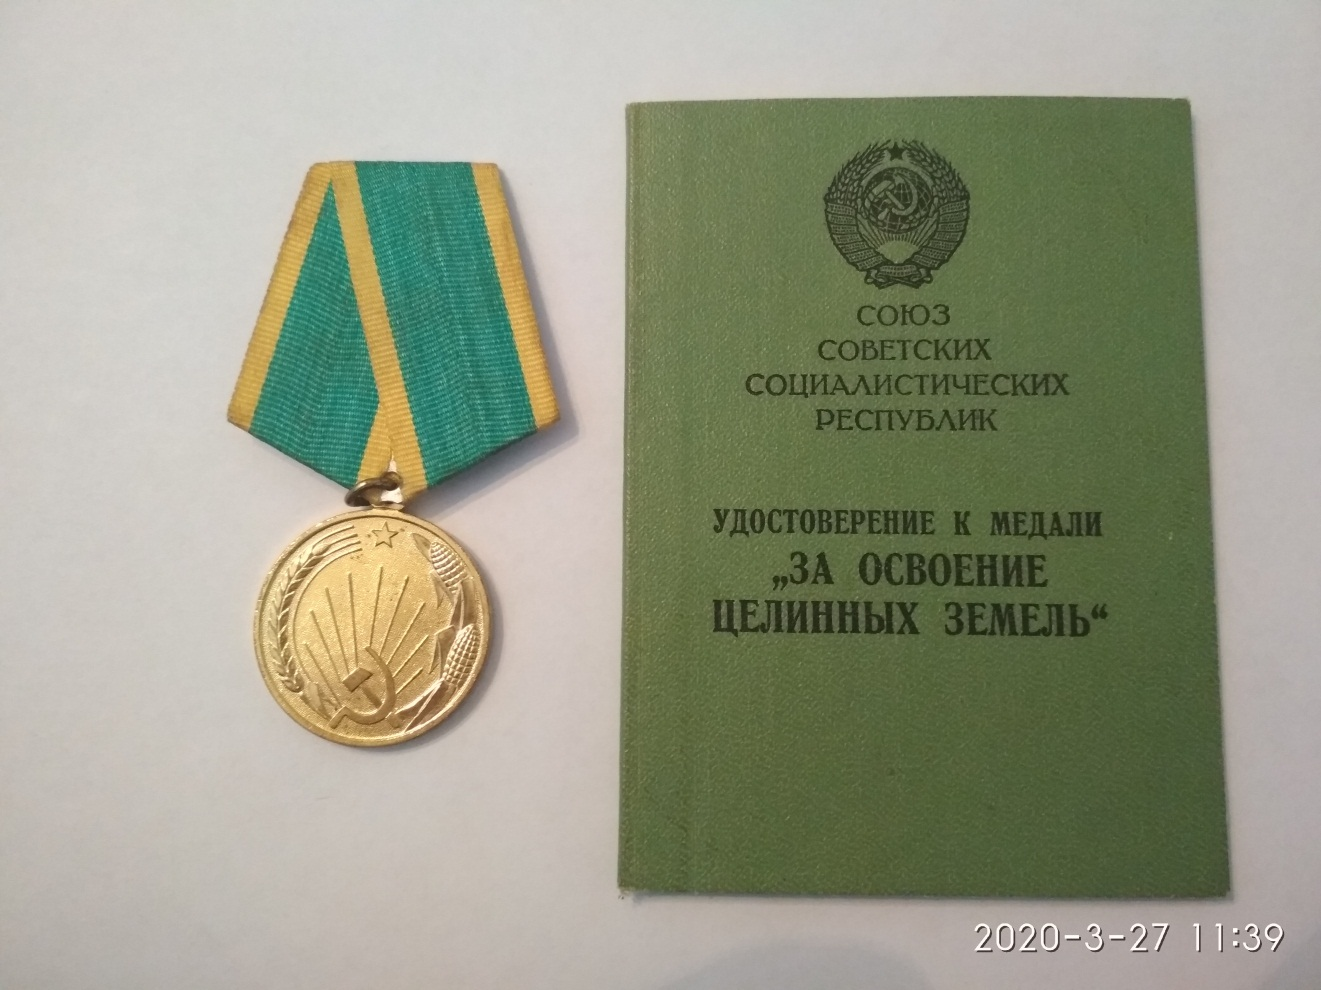 СОЮЗ
СОВЕТСКИХ
СОЦИАЛИСТИЧЕСКИХ
РЕСПУБЛИК
УДОСТОВЕРЕНИЕ К МЕДАЛИ
„ЗА ОСВОЕНИЕ
ЦЕЛИННЫХ ЗЕМЕЛЬ“
2020-3-27 11:39